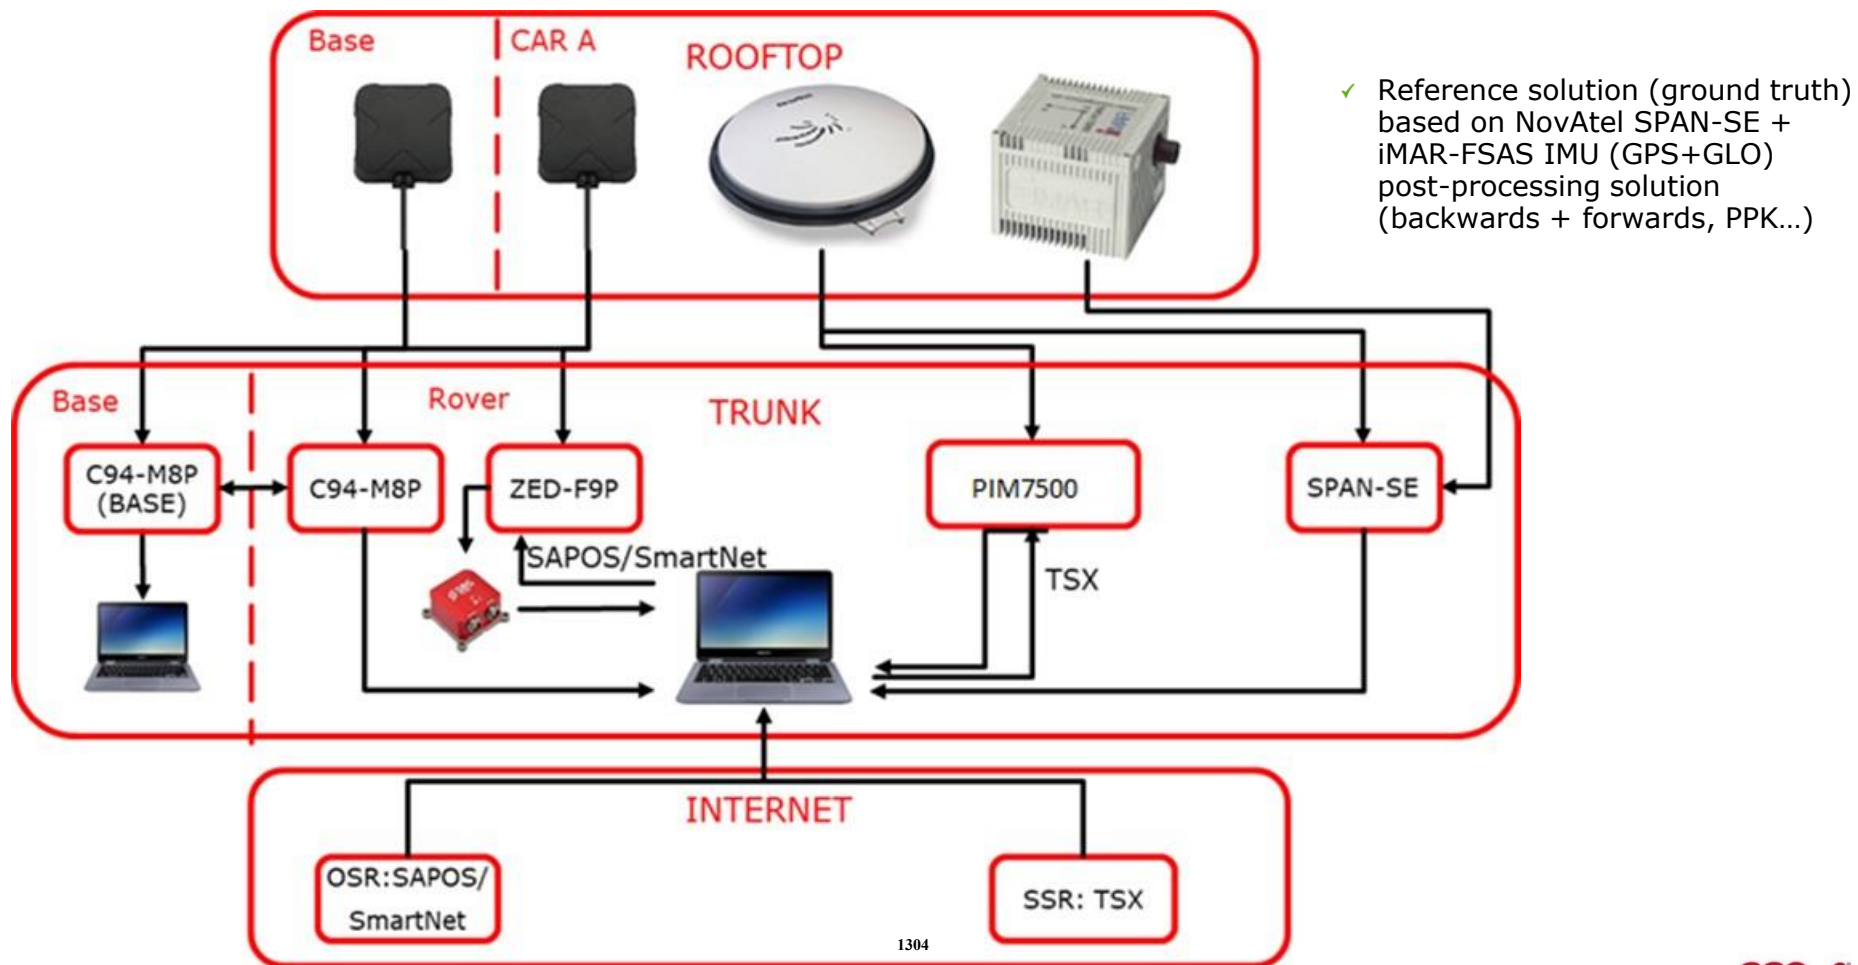 Base
CAR A
ROOFTOP
✓ Reference solution (ground truth)
based on NovAtel SPAN-SE +
iMAR-FSAS IMU (GPS+GLO)
post-processing solution
(backwards + forwards, PPK…)
Base
Rover
TRUNK
C94-M8P
(BASE)
C94-M8P
ZED-F9P
PIM7500
SPAN-SE
SAPOS/SmartNet
TSX
INTERNET
OSR:SAPOS/
SmartNet
SSR: TSX
1304